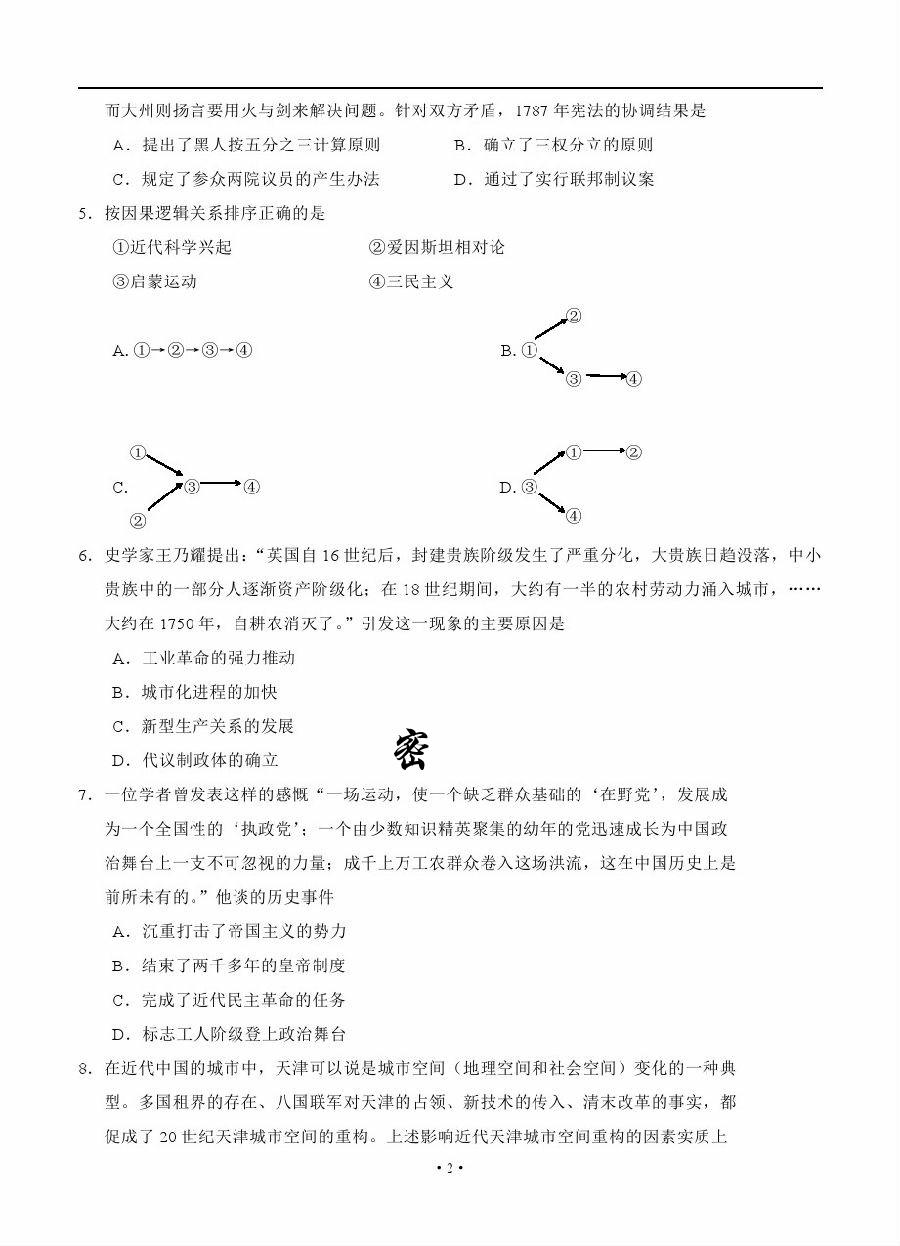 而大州则扬言要用火与剑来解决问题。针对双方矛盾，1787 年宪法的协调结果是
A．提出了黑人按五分之三计算原则 B．确立了三权分立的原则
C．规定了参众两院议员的产生办法 D．通过了实行联邦制议案
5．按因果逻辑关系排序正确的是
①近代科学兴起 ②爱因斯坦相对论
③启蒙运动 ④三民主义
②
A. ①→②→③→④ B. ①
③ ④
① ① ②
C. ③ ④ D. ③
② ④
6．史学家王乃耀提出：“英国自 16 世纪后，封建贵族阶级发生了严重分化，大贵族日趋没落，中小
贵族中的一部分人逐渐资产阶级化；在 18 世纪期间，大约有一半的农村劳动力涌入城市，……
大约在 1750 年，自耕农消灭了。”引发这一现象的主要原因是
A．工业革命的强力推动
B．城市化进程的加快
C．新型生产关系的发展
D．代议制政体的确立
密
7．一位学者曾发表这样的感慨“一场运动，使一个缺乏群众基础的‘在野党’，发展成
为一个全国性的‘执政党’；一个由少数知识精英聚集的幼年的党迅速成长为中国政
治舞台上一支不可忽视的力量；成千上万工农群众卷入这场洪流，这在中国历史上是
前所未有的。”他谈的历史事件
A．沉重打击了帝国主义的势力
B．结束了两千多年的皇帝制度
C．完成了近代民主革命的任务
D．标志工人阶级登上政治舞台
8．在近代中国的城市中，天津可以说是城市空间（地理空间和社会空间）变化的一种典
型。多国租界的存在、八国联军对天津的占领、新技术的传入、清末改革的事实，都
促成了 20 世纪天津城市空间的重构。上述影响近代天津城市空间重构的因素实质上
·2·